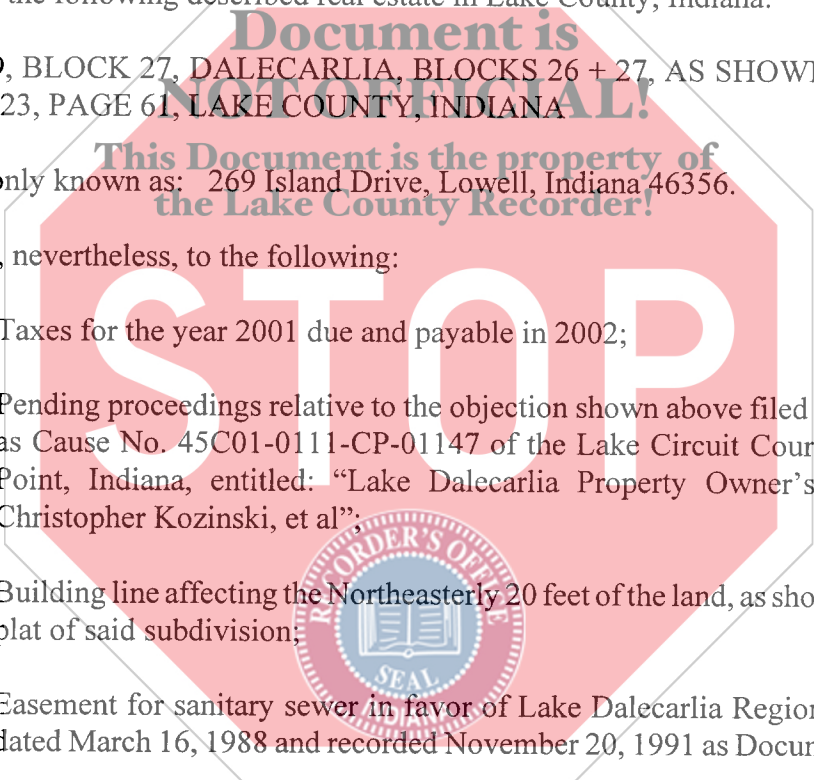 the following described real estate in Lake County, Indiana:
Document is
9, BLOCK 27, DALECARLIA, BLOCKS 26 + 27, AS SHOWN
NOT OFFICIAL!
23, PAGE 61, LAKE COUNTY, INDIANA
This Document is the property of
only known as: 269 Island Drive, Lowell, Indiana 46356.
the Lake County Recorder!
, nevertheless, to the following:
STOP
Taxes for the year 2001 due and payable in 2002;
Pending proceedings relative to the objection shown above filed
as Cause No. 45C01-0111-CP-01147 of the Lake Circuit Cour
Point, Indiana, entitled: “Lake Dalecarlia Property Owner’s
Christopher Kozinski, et al”;
RECORDER'S OFFICE
Building line affecting the Northeasterly 20 feet of the land, as sho
plat of said subdivision;
SEAL
Easement for sanitary sewer in favor of Lake Dalecarlia Region
dated March 16, 1988 and recorded November 20, 1991 as Docum